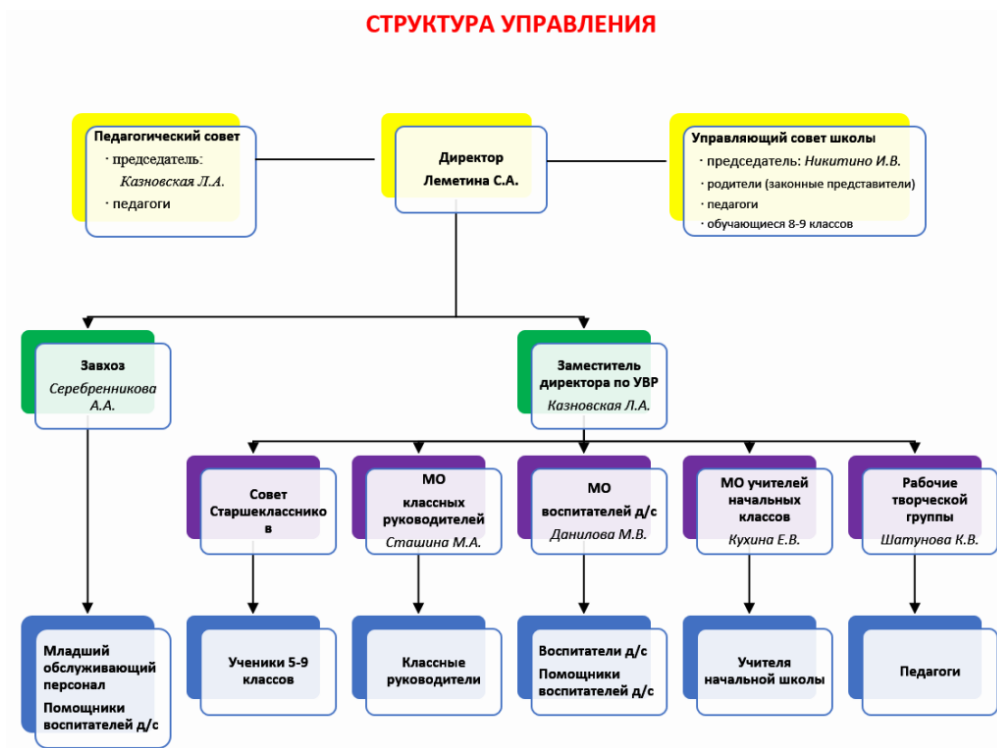 СТРУКТУРА УПРАВЛЕНИЯ
Педагогический совет
· председатель:
Казновская Л.А.
· педагоги
Директор
Леметина С.А.
Управляющий совет школы
· председатель: Никитино И.В.
· родители (законные представители)
· педагоги
· обучающиеся 8-9 классов
Завхоз
Серебренникова
А.А.
Заместитель
директора по УВР
Казновская Л.А.
Совет
Старшекласснико
в
МО
классных
руководителей
Сташина М.А.
МО
воспитателей д/с
Данилова М.В.
МО учителей
начальных
классов
Кухина Е.В.
Рабочие
творческой
группы
Шатунова К.В.
Младший
обслуживающий
персонал
Помощники
воспитателей д/с
Ученики 5-9
классов
Классные
руководители
Воспитатели д/с
Помощники
воспитателей д/с
Учителя
начальной школы
Педагоги